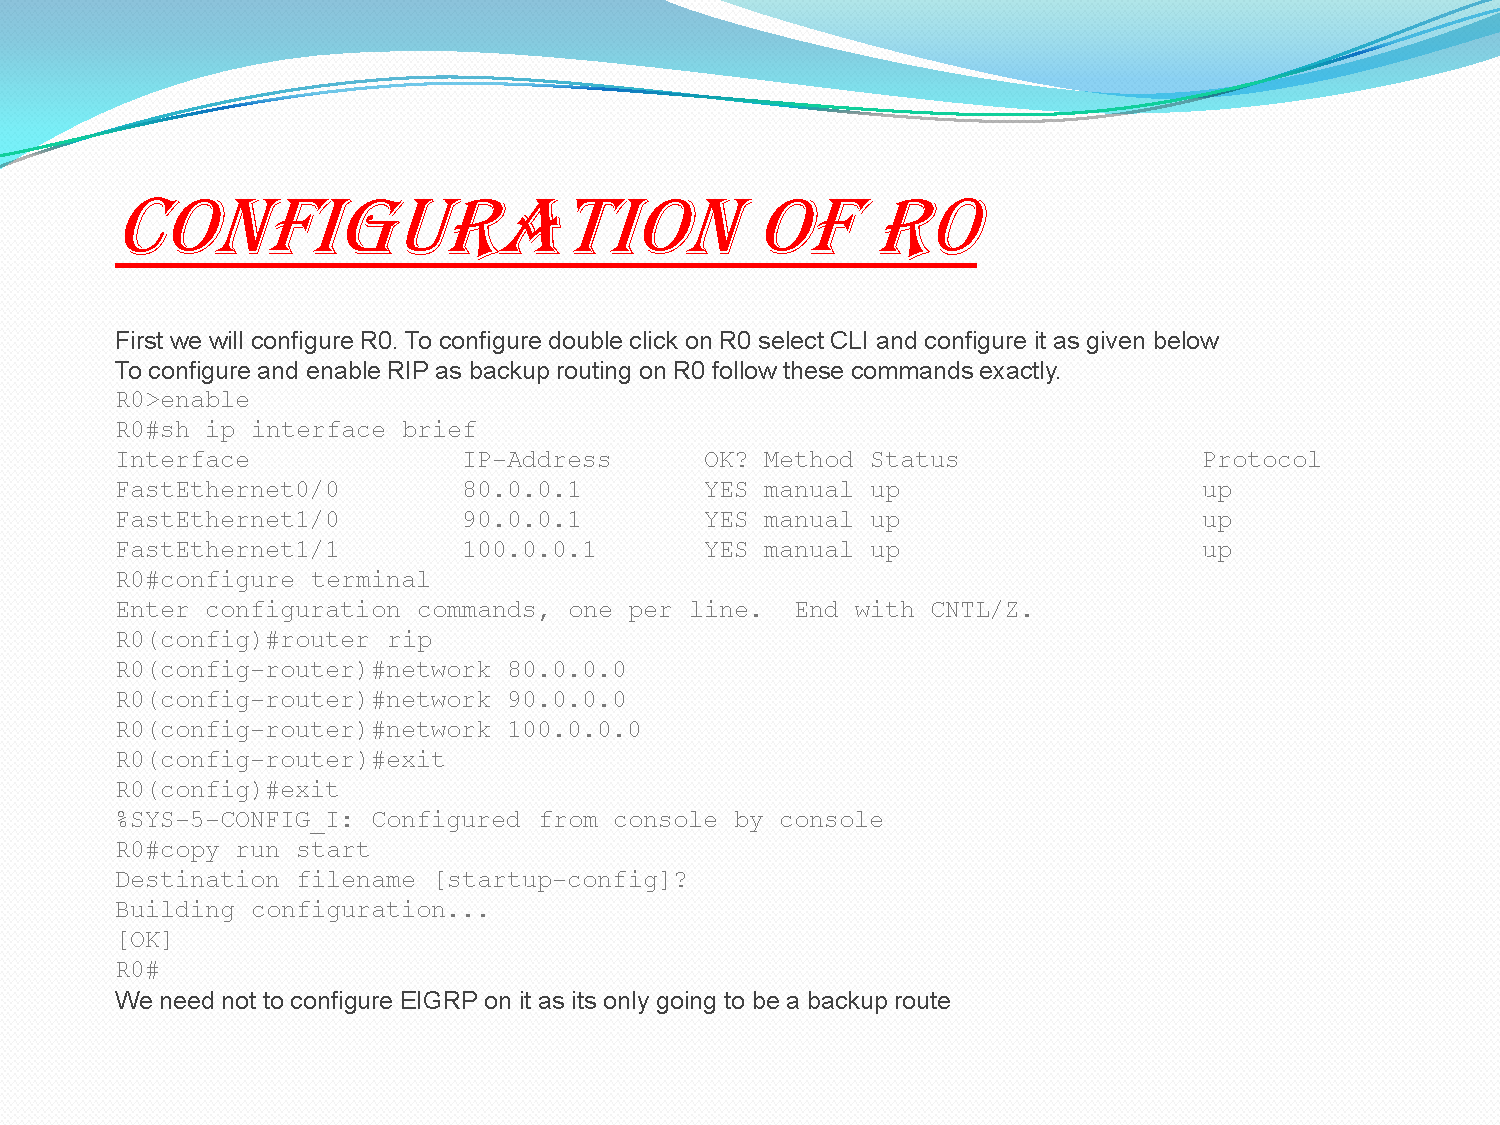 CONFIGURATION OF R0
First we will configure R0. To configure double click on R0 select CLI and configure it as given below
To configure and enable RIP as backup routing on R0 follow these commands exactly.
R0>enable
R0#sh ip interface brief
Interface              IP-Address      OK? Method Status                Protocol
FastEthernet0/0        80.0.0.1        YES manual up                    up
FastEthernet1/0        90.0.0.1        YES manual up                    up
FastEthernet1/1        100.0.0.1       YES manual up                    up
R0#configure terminal
Enter configuration commands, one per line.  End with CNTL/Z.
R0(config)#router rip
R0(config-router)#network 80.0.0.0
R0(config-router)#network 90.0.0.0
R0(config-router)#network 100.0.0.0
R0(config-router)#exit
R0(config)#exit
%SYS-5-CONFIG_I: Configured from console by console
R0#copy run start
Destination filename [startup-config]?
Building configuration...
[OK]
R0#
We need not to configure EIGRP on it as its only going to be a backup route